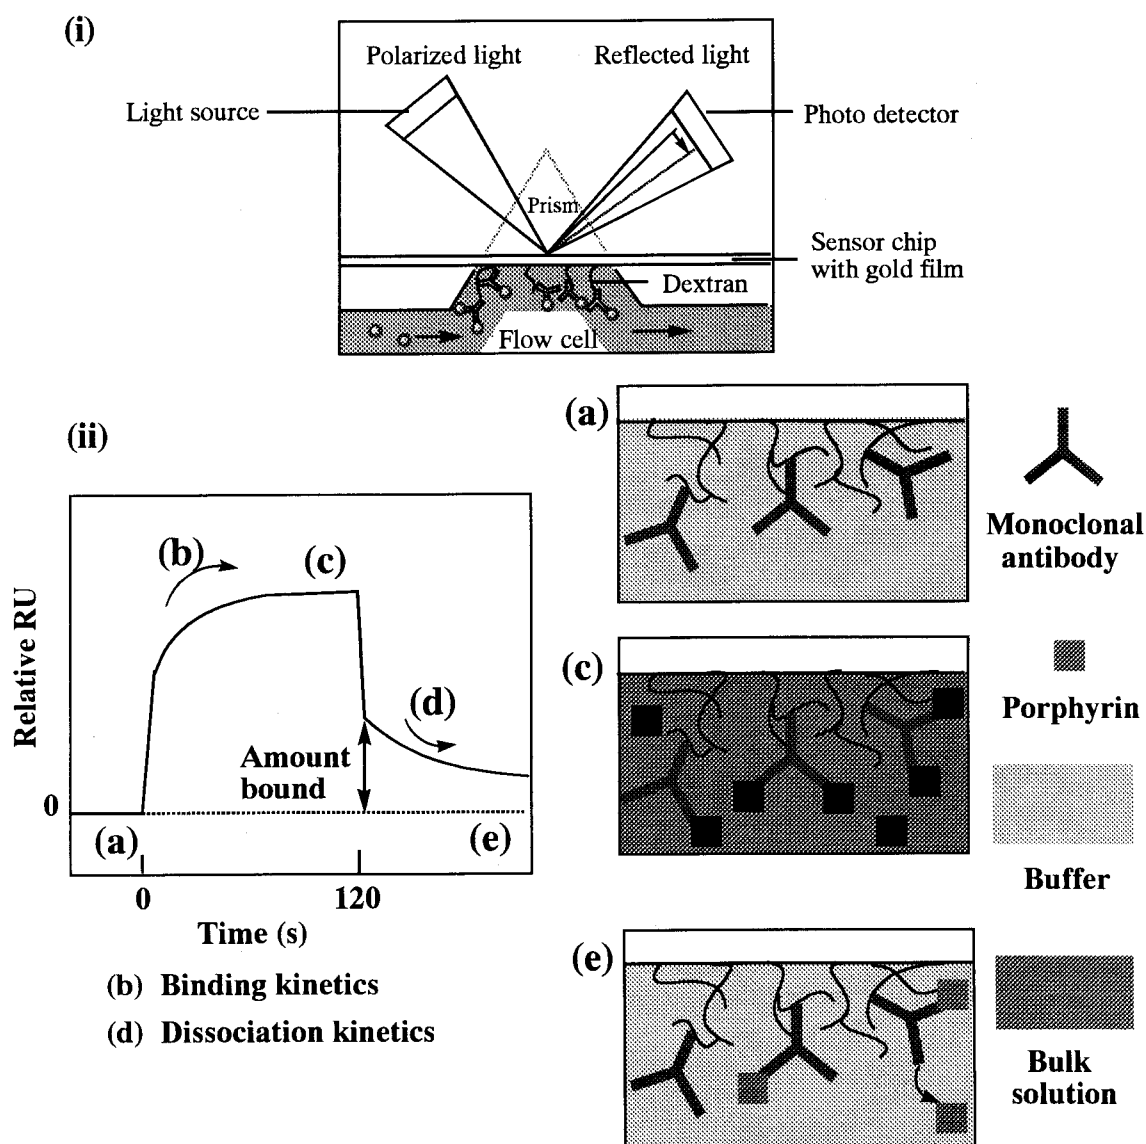 (i)
Polarized light
Reflected light
Light source
Photo detector
Prism
Sensor chip
with gold film
Dextran
Flow cell
(ii)
(b)
(c)
(d)
Relative RU
Amount
bound
0
(a)
(e)
0
120
Time (s)
(b) Binding kinetics
(d) Dissociation kinetics
(a)
Monoclonal
antibody
(c)
Porphyrin
Buffer
(e)
Bulk
solution